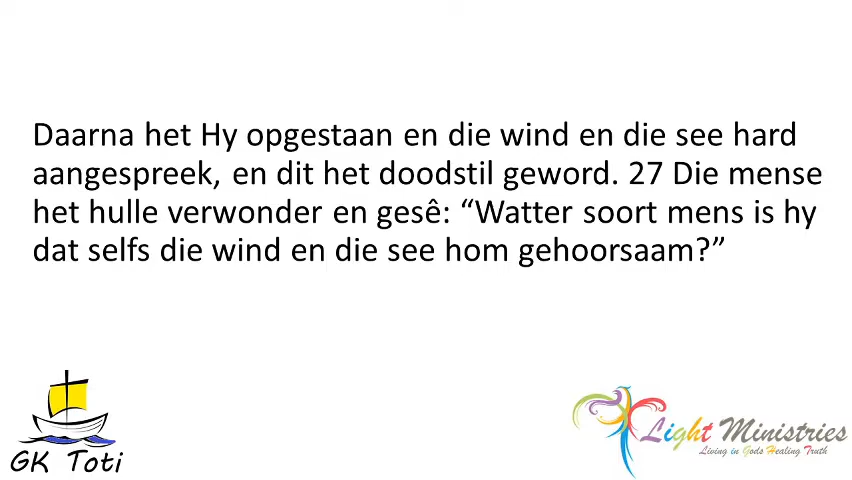 Daarna het Hy opgestaan en die wind en die see hard
aangespreek, en dit het doodstil geword. 27 Die mense
het hulle verwonder en gesê: “Watter soort mens is hy
dat selfs die wind en die see hom gehoorsaam?”
GK Toti
Light Ministries
Living in Gods Healing Truth